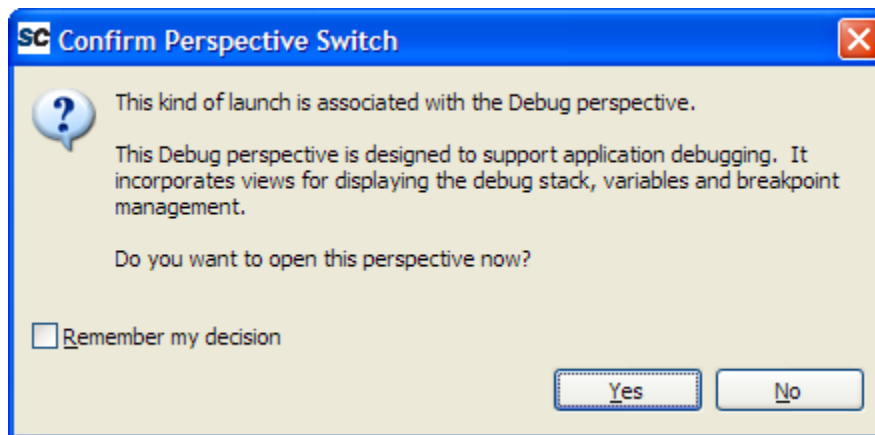 SC Confirm Perspective Switch
This kind of launch is associated with the Debug perspective.
This Debug perspective is designed to support application debugging.  It
incorporates views for displaying the debug stack, variables and breakpoint
management.
Do you want to open this perspective now?
Remember my decision
Yes
No